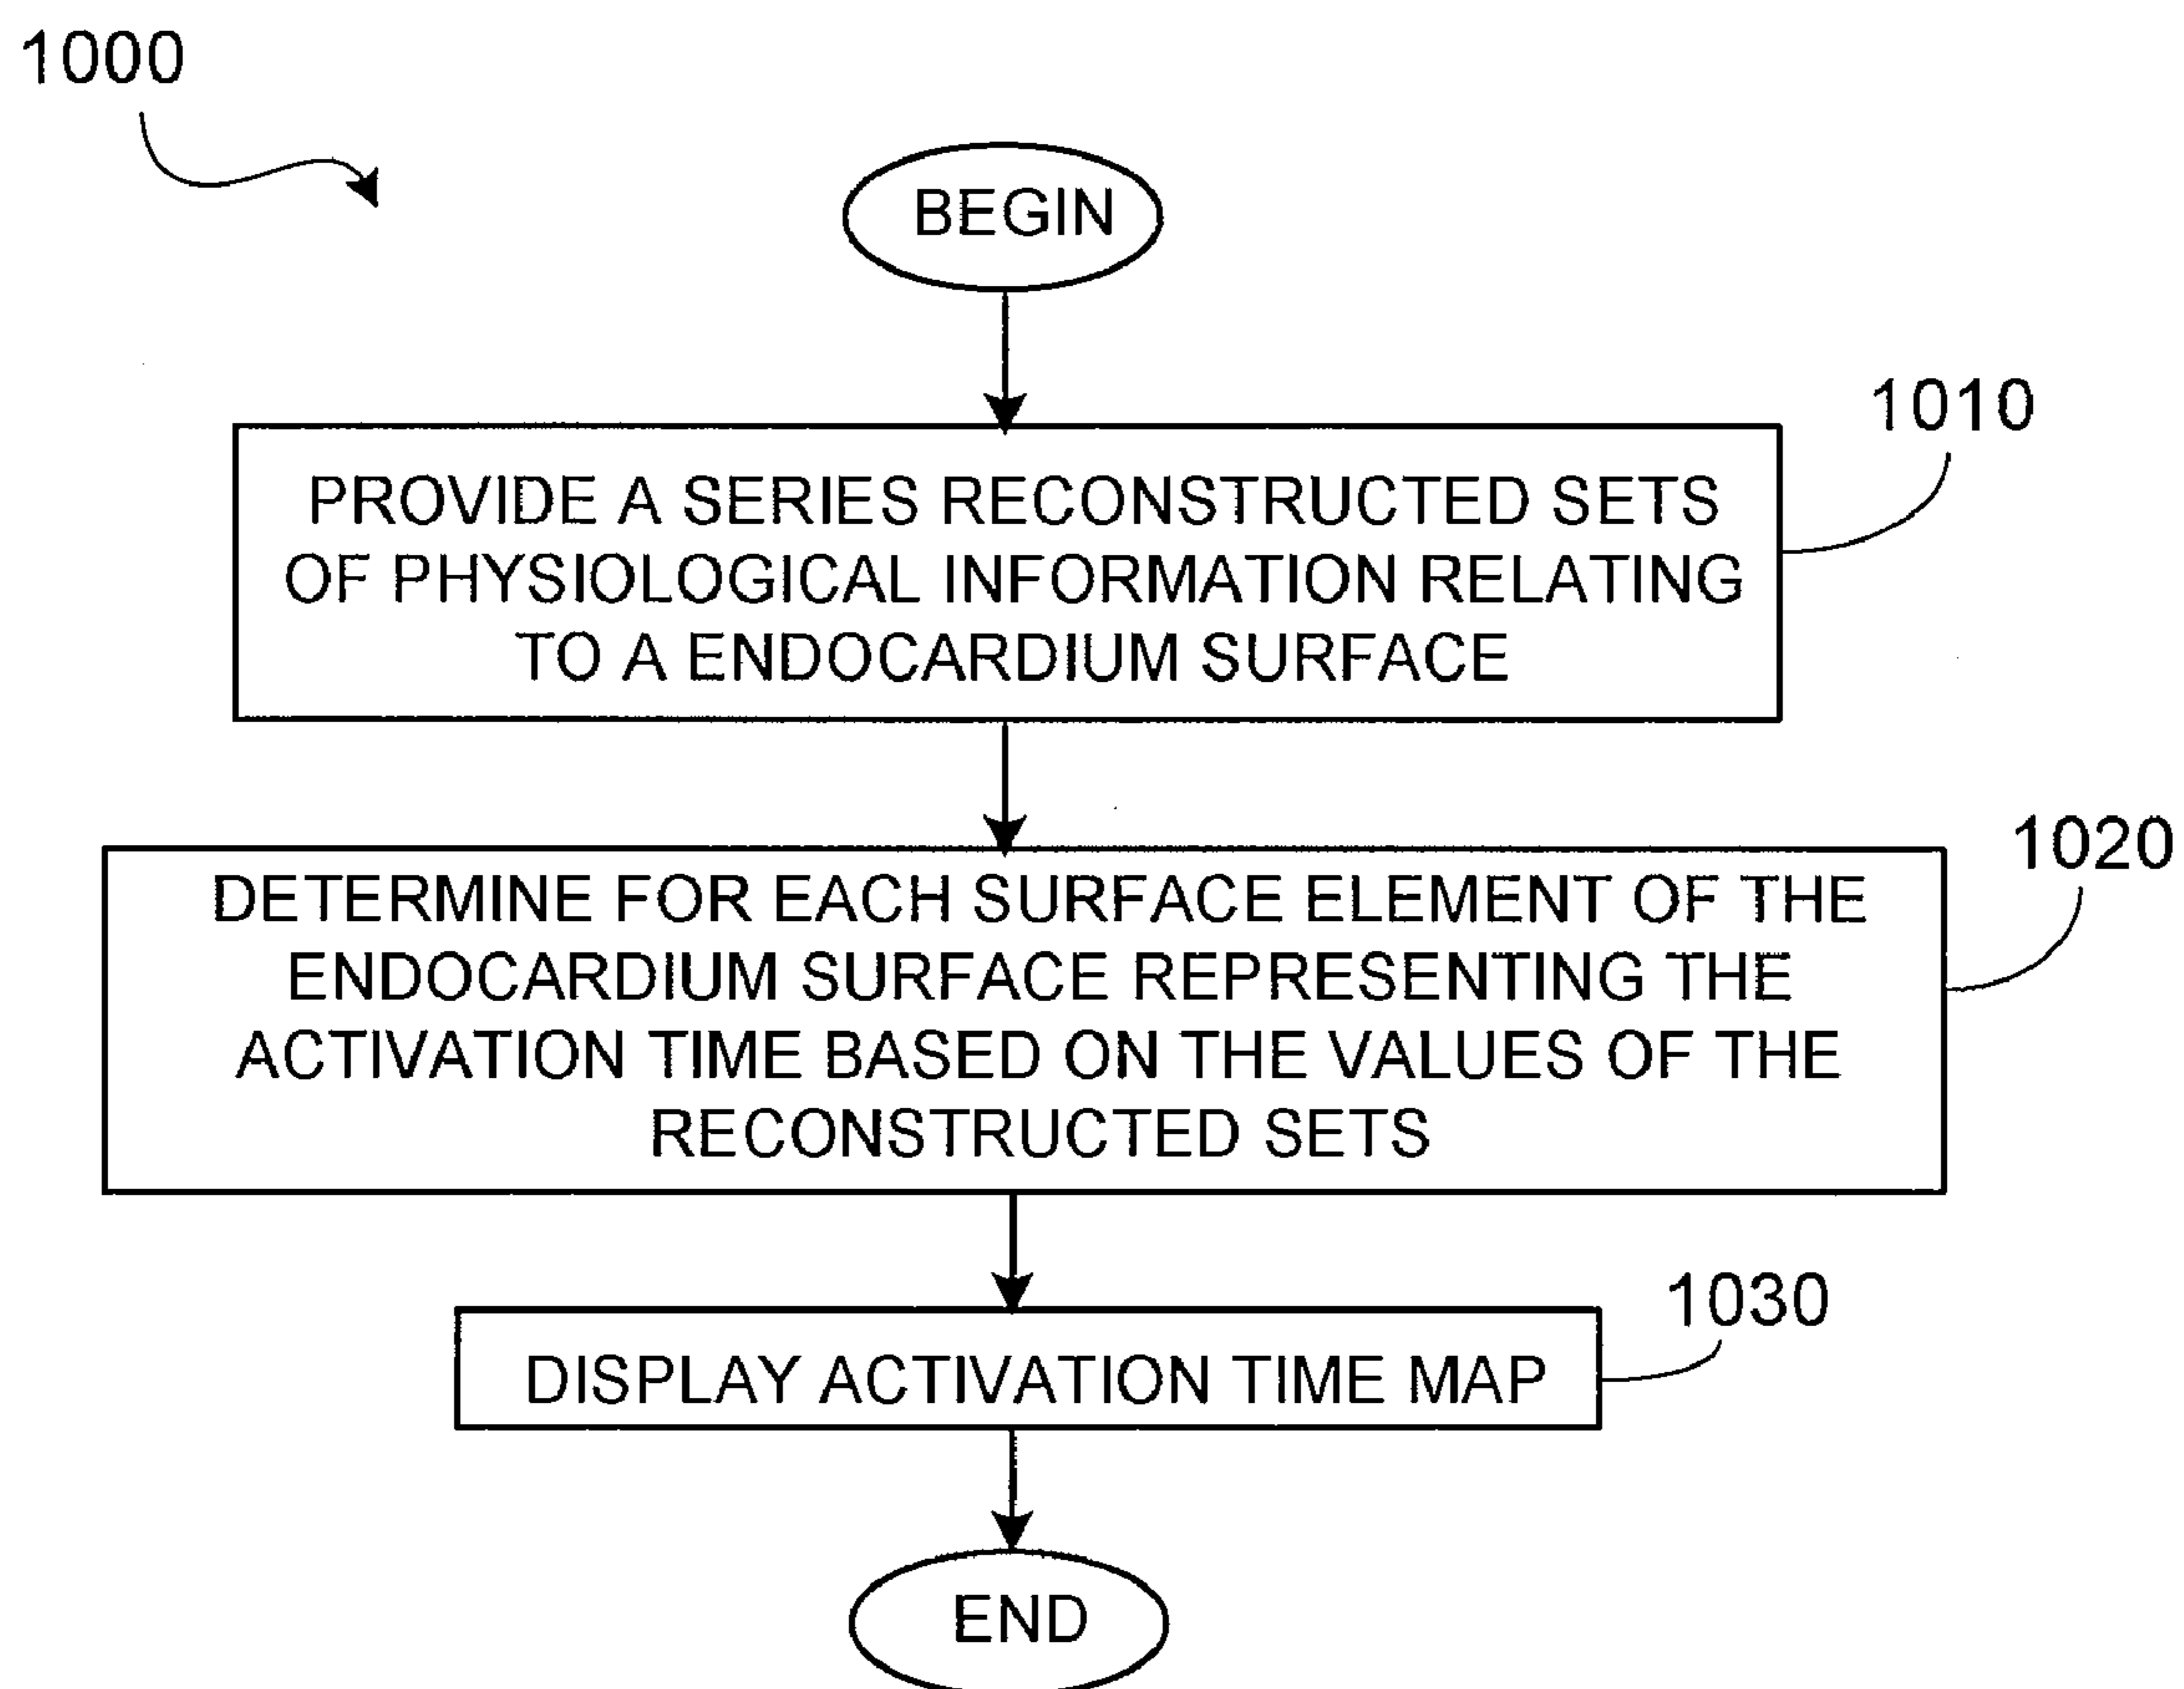 1000
BEGIN
1010
PROVIDE A SERIES RECONSTRUCTED SETS
OF PHYSIOLOGICAL INFORMATION RELATING
TO A ENDOCARDIUM SURFACE
1020
DETERMINE FOR EACH SURFACE ELEMENT OF THE
ENDOCARDIUM SURFACE REPRESENTING THE
ACTIVATION TIME BASED ON THE VALUES OF THE
RECONSTRUCTED SETS
1030
DISPLAY ACTIVATION TIME MAP
END